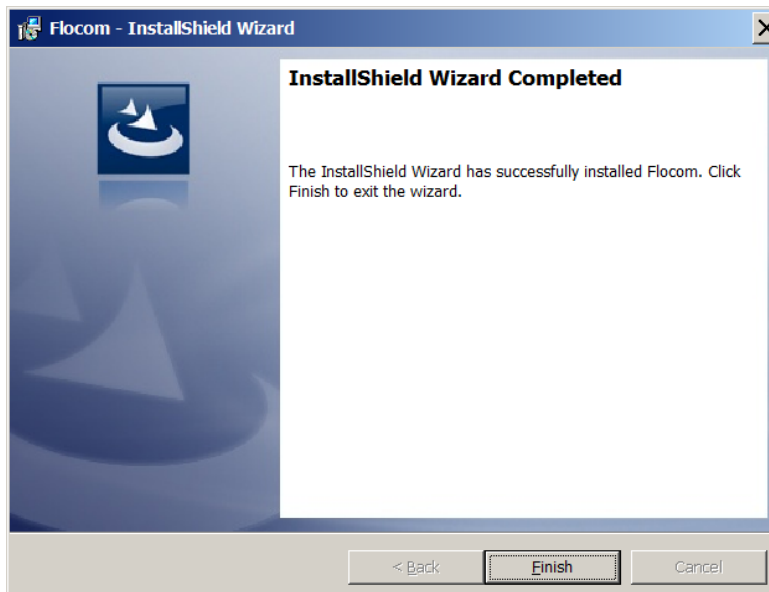 Flocom - InstallShield Wizard
InstallShield Wizard Completed
The InstallShield Wizard has successfully installed Flocom. Click
Finish to exit the wizard.
< Back
Finish
Cancel